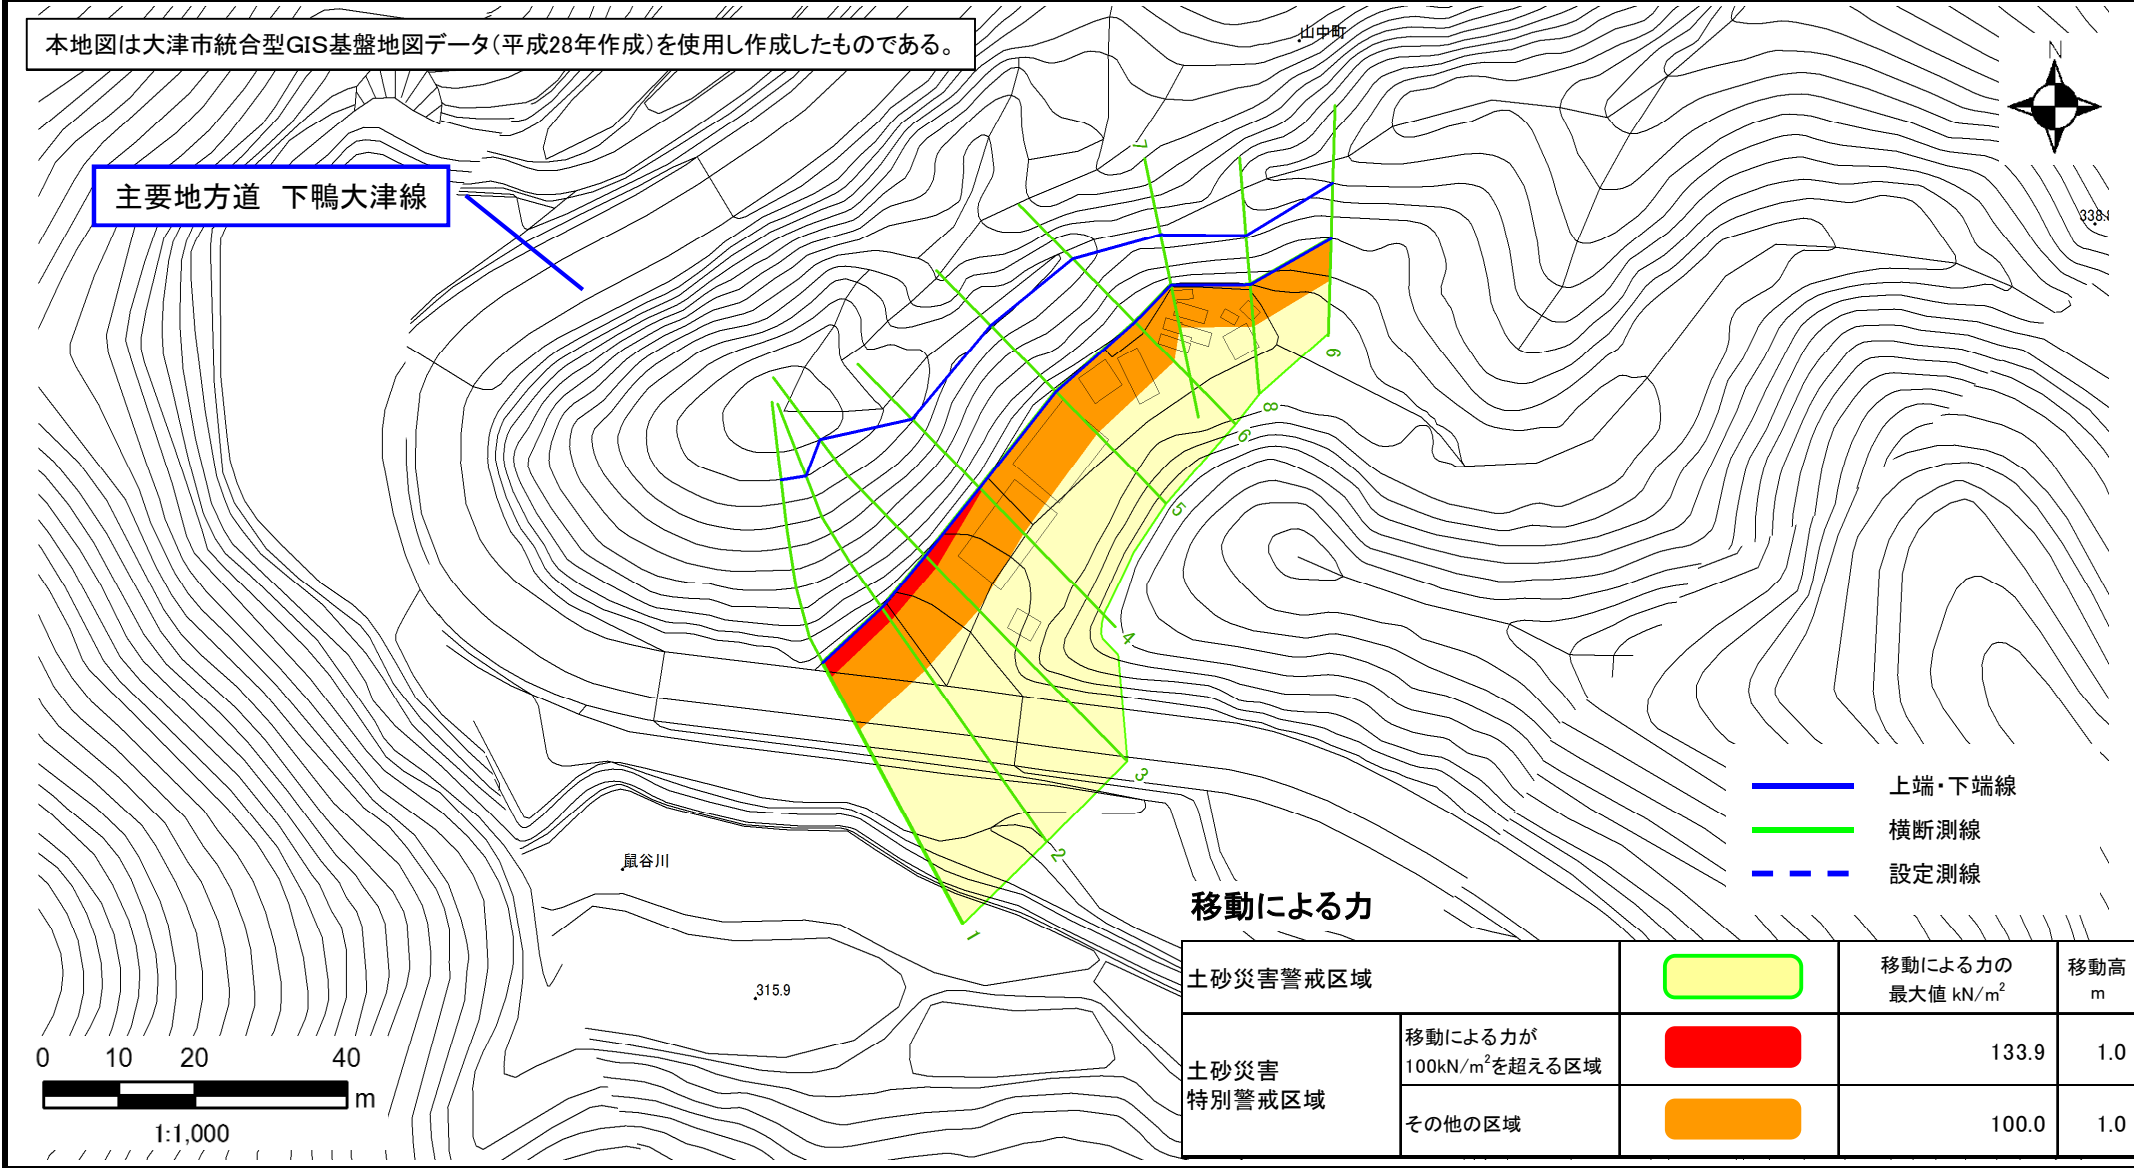 本地図は大津市統合型GIS基盤地図データ(平成28年作成)を使用し作成したものである。
山中町
N
主要地方道 下鴨大津線
7
338.
9
8
6
5
4
3
2
1
鼠谷川
315.9
上端・下端線
横断測線
設定測線
移動による力
土砂災害警戒区域
移動による力の
最大値 kN/m²
移動高
m
土砂災害
特別警戒区域
移動による力が
100kN/m²を超える区域
133.9
1.0
その他の区域
100.0
1.0
0 10 20 40
m
1:1,000